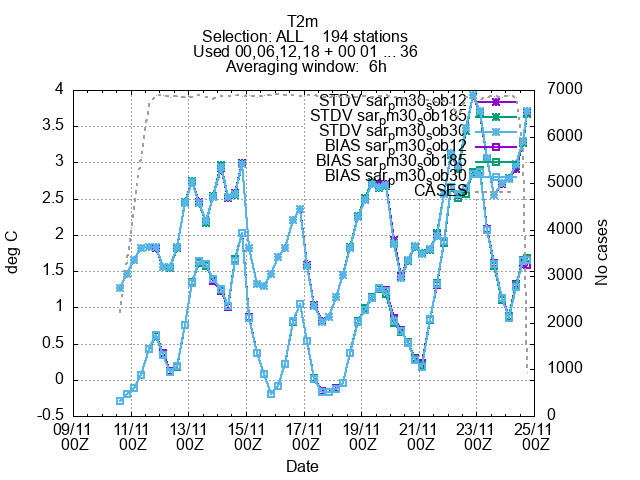 T2m
Selection: ALL    194 stations
Used 00,06,12,18 + 00 01 ... 36
Averaging window:  6h
STDV sar_pm30_sob12
STDV sar_pm30_sob185
STDV sar_pm30_sob30
BIAS sar_pm30_sob12
BIAS sar_pm30_sob185
BIAS sar_pm30_sob30
CASES
deg C
4
3.5
3
2.5
2
1.5
1
0.5
0
-0.5
7000
6000
5000
4000
3000
2000
1000
0
No cases
09/11 11/11 13/11 15/11 17/11 19/11 21/11 23/11 25/11
00Z 00Z 00Z 00Z 00Z 00Z 00Z 00Z 00Z
Date